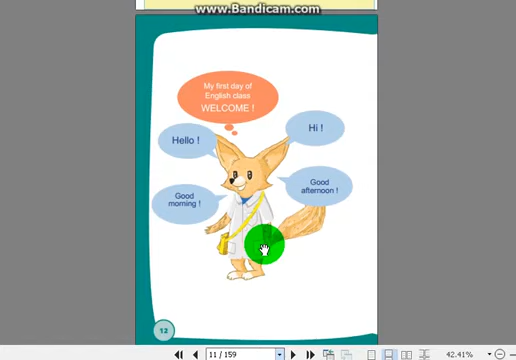 www.Bandicam.com
My first day of
English class
WELCOME !
Hello !
Hi !
Good
morning !
Good
afternoon !
12
11 / 159
42.41%